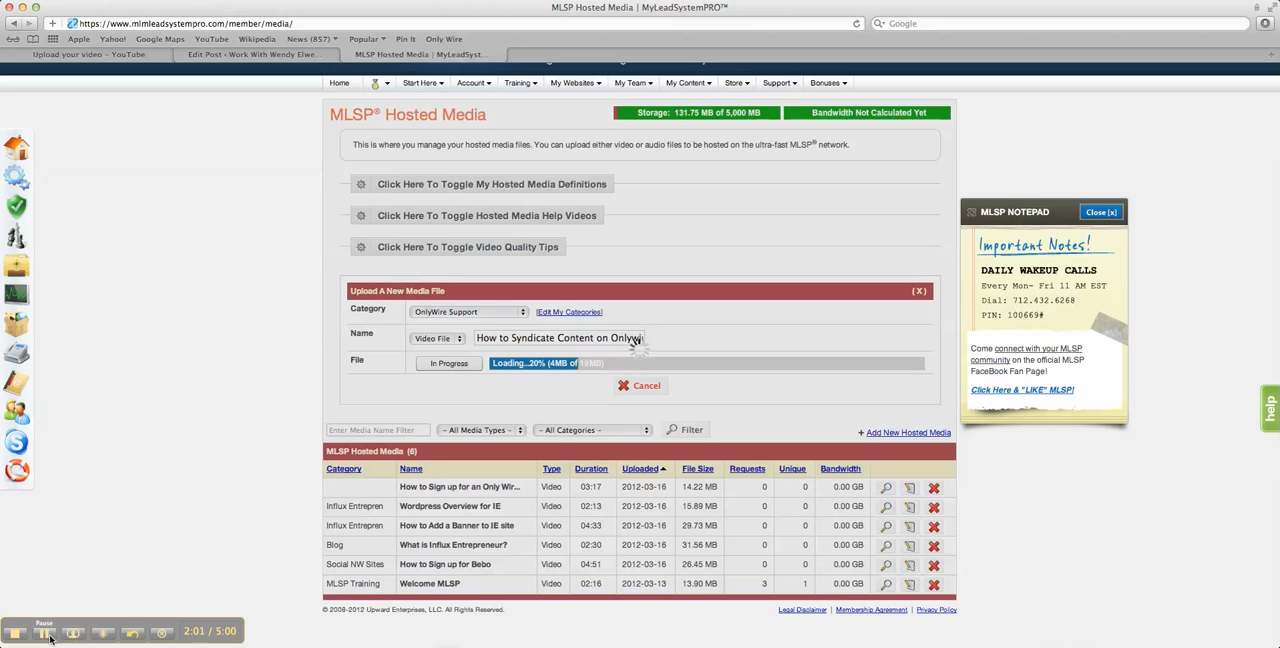 MLSP Hosted Media | MyLeadSystemPRO™
https://www.mlmleadsystempro.com/member/media/
Google
Apple Yahoo! Google Maps YouTube Wikipedia News (857) Popular Pin It Only Wire
Upload your video – YouTube
Edit Post ‹ Work With Wendy Elwe...
MLSP Hosted Media | MyLeadSyst...
Home Start Here Account Training My Websites My Team My Content Store Support Bonuses
MLSP® Hosted Media
Storage: 131.75 MB of 5,000 MB
Bandwidth Not Calculated Yet
This is where you manage your hosted media files. You can upload either video or audio files to be hosted on the ultra-fast MLSP® network.
Click Here To Toggle My Hosted Media Definitions
Click Here To Toggle Hosted Media Help Videos
Click Here To Toggle Video Quality Tips
Upload A New Media File (X)
Category OnlyWire Support [Edit My Categories]
Name Video File How to Syndicate Content on Onlywi
File In Progress Loading...20% (4MB of 19MB)
Cancel
Enter Media Name Filter - All Media Types - - All Categories - Filter + Add New Hosted Media
MLSP Hosted Media (6)
Category Name Type Duration Uploaded File Size Requests Unique Bandwidth
How to Sign up for an Only Wir... Video 03:17 2012-03-16 14.22 MB 0 0 0.00 GB
Influx Entrepren Wordpress Overview for IE Video 02:13 2012-03-16 15.89 MB 0 0 0.00 GB
Influx Entrepren How to Add a Banner to IE site Video 04:33 2012-03-16 29.73 MB 0 0 0.00 GB
Blog What is Influx Entrepreneur? Video 02:30 2012-03-16 31.56 MB 0 0 0.00 GB
Social NW Sites How to Sign up for Bebo Video 04:51 2012-03-16 26.45 MB 0 0 0.00 GB
MLSP Training Welcome MLSP Video 02:16 2012-03-13 13.90 MB 3 1 0.00 GB
© 2008-2012 Upward Enterprises, LLC. All Rights Reserved.
Legal Disclaimer | Membership Agreement | Privacy Policy
MLSP NOTEPAD Close [x]
Important Notes!
DAILY WAKEUP CALLS
Every Mon- Fri 11 AM EST
Dial: 712.432.6268
PIN: 100669#
Come connect with your MLSP
community on the official MLSP
FaceBook Fan Page!
Click Here & "LIKE" MLSP!
help
Pause
2:01 / 5:00